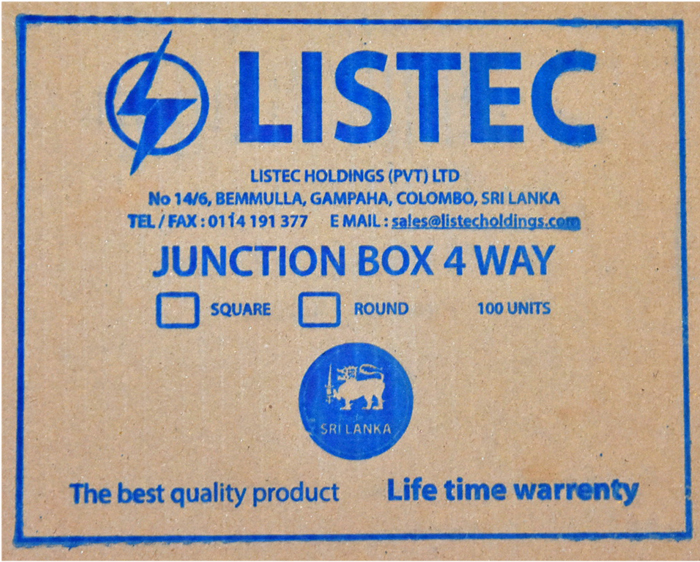 LISTEC
LISTEC HOLDINGS (PVT) LTD
No 14/6, BEMMULLA, GAMPAHA, COLOMBO, SRI LANKA
TEL / FAX : 0114 191 377 E MAIL : sales@listecholdings.com
JUNCTION BOX 4 WAY
SQUARE ROUND 100 UNITS
SRI LANKA
The best quality product Life time warrenty